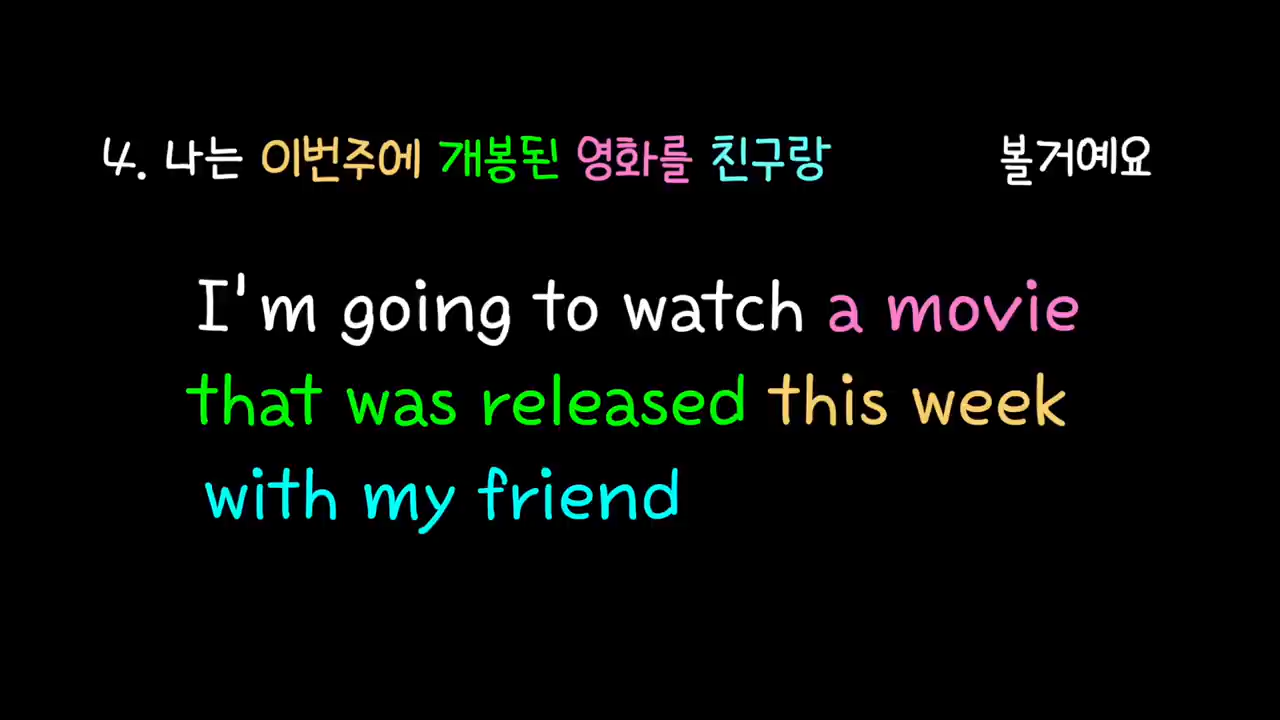 4. 나는 이번주에 개봉된 영화를 친구랑 볼거예요
I'm going to watch a movie
that was released this week
with my friend